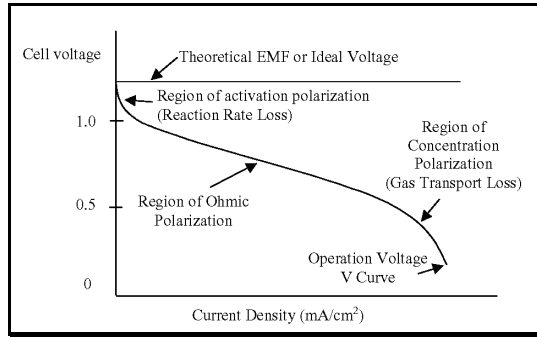 Cell voltage
Theoretical EMF or Ideal Voltage
Region of activation polarization
(Reaction Rate Loss)
1.0
Region of
Concentration
Polarization
(Gas Transport Loss)
Region of Ohmic
Polarization
0.5
Operation Voltage
V Curve
0
Current Density (mA/cm²)